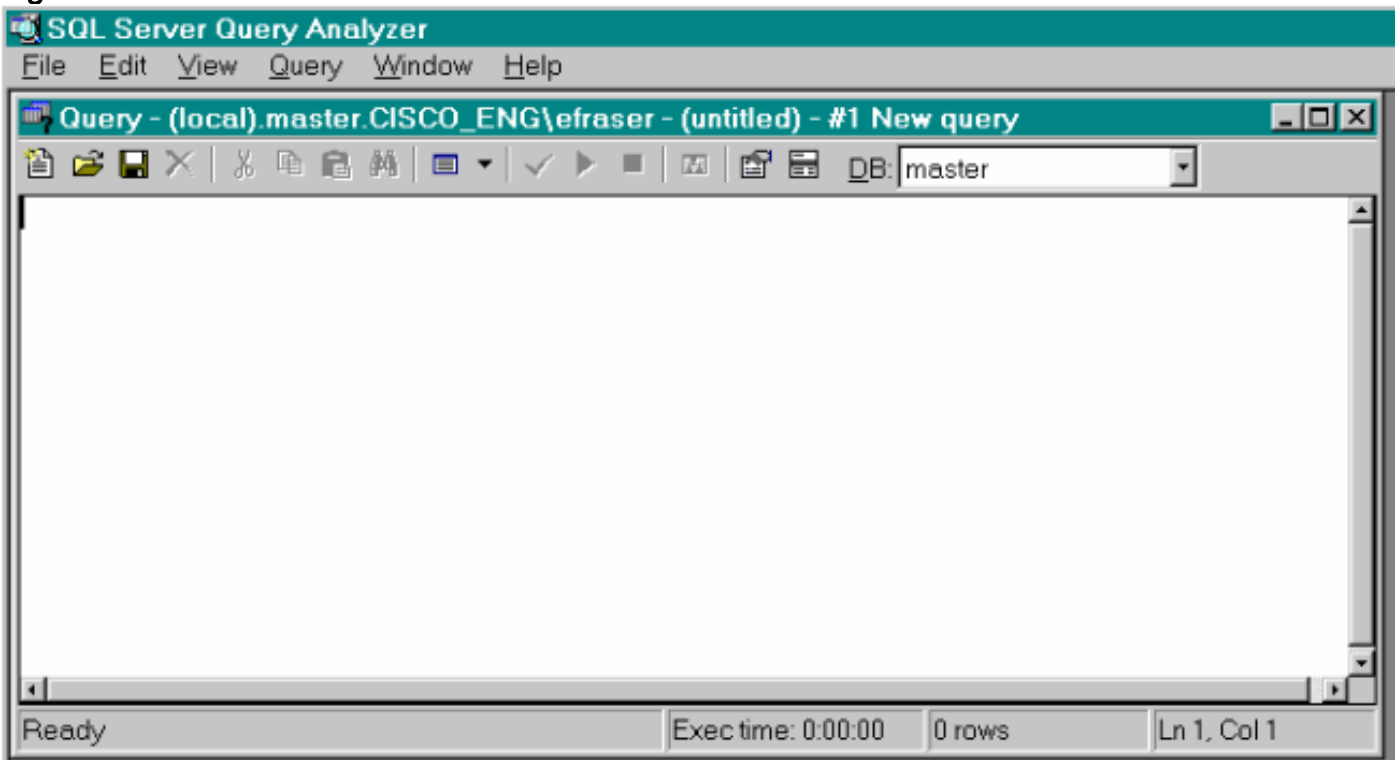 SQL Server Query Analyzer
File Edit View Query Window Help
Query - (local).master.CISCO_ENG\efraser - (untitled) - #1 New query
DB: master
Ready Exec time: 0:00:00 0 rows Ln 1, Col 1